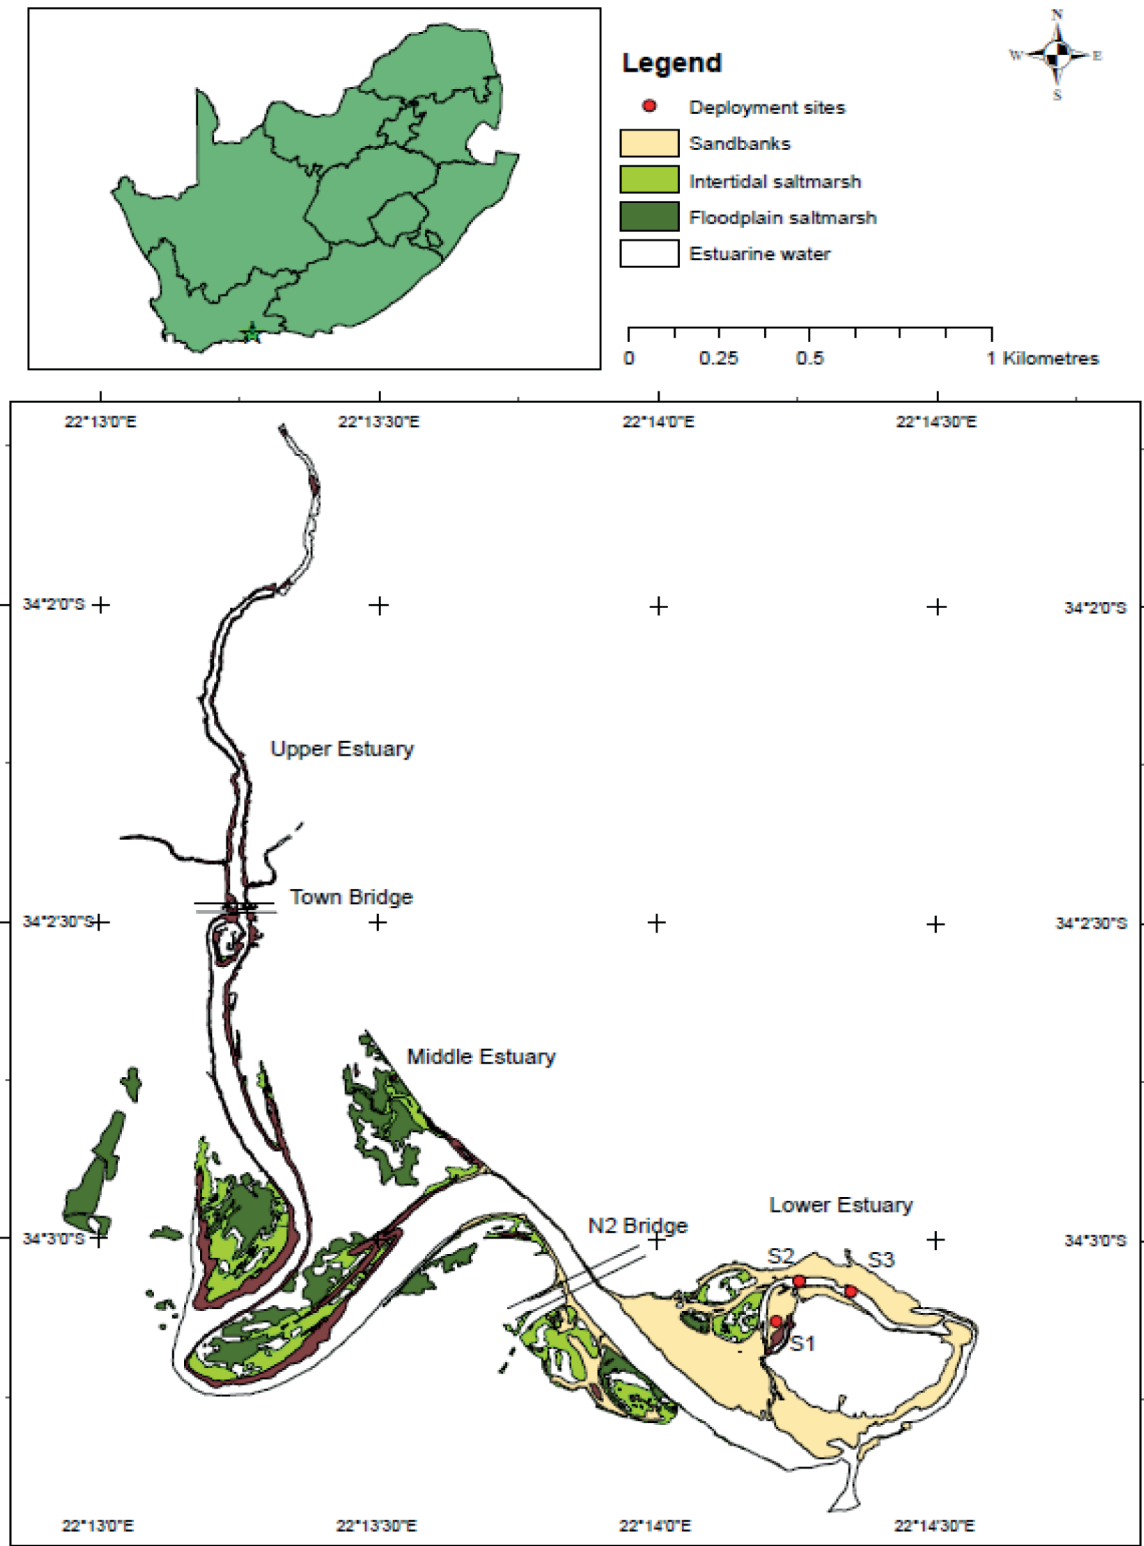 N
W E
S
Legend
Deployment sites
Sandbanks
Intertidal saltmarsh
Floodplain saltmarsh
Estuarine water
0 0.25 0.5 1 Kilometres
22°13'0"E 22°13'30"E 22°14'0"E 22°14'30"E
34°2'0"S 34°2'0"S
Upper Estuary
Town Bridge
34°2'30"S 34°2'30"S
Middle Estuary
Lower Estuary
N2 Bridge
34°3'0"S 34°3'0"S
S2 S3
S1
22°13'0"E 22°13'30"E 22°14'0"E 22°14'30"E